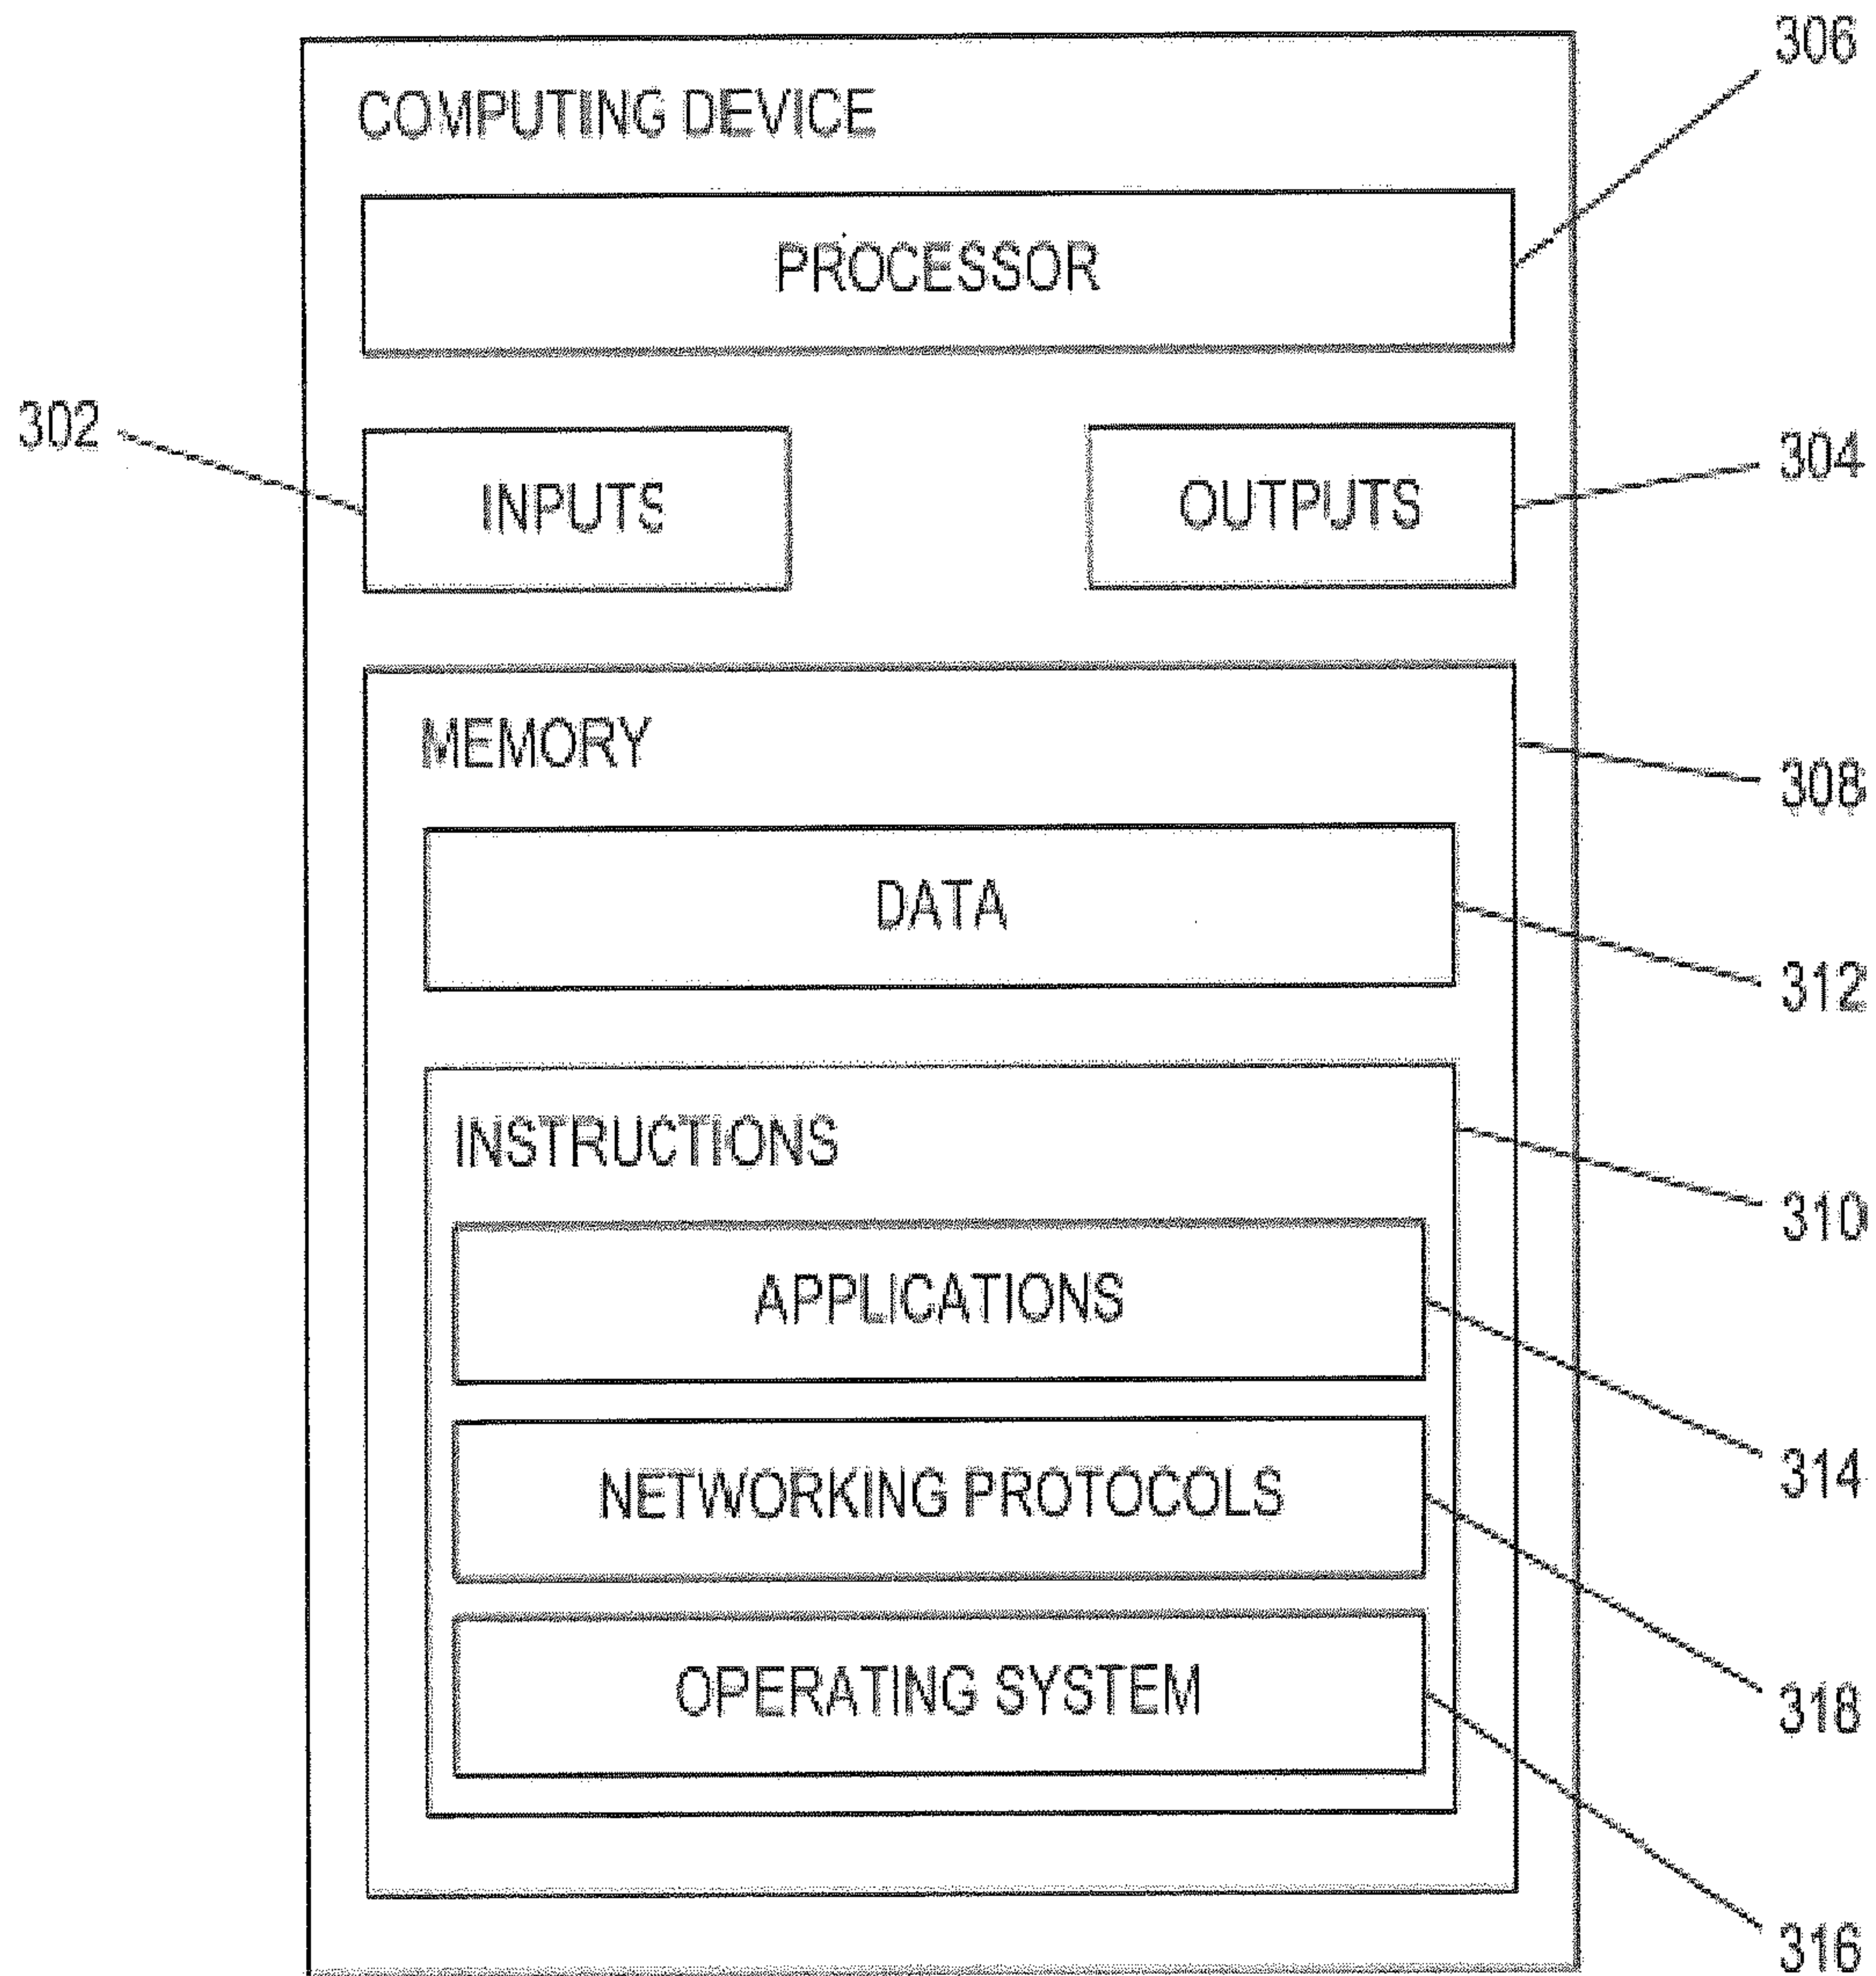 306
COMPUTING DEVICE
PROCESSOR
302
INPUTS
OUTPUTS
304
MEMORY
308
DATA
312
INSTRUCTIONS
310
APPLICATIONS
314
NETWORKING PROTOCOLS
318
OPERATING SYSTEM
316